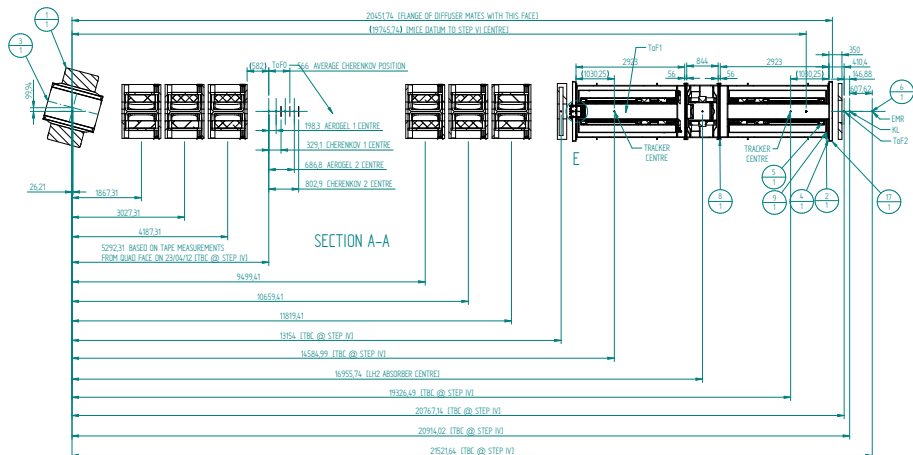 20451,74 [FLANGE OF DIFFUSER MATES WITH THIS FACE]
(19745,74) [MICE DATUM TO STEP VI CENTRE]
1
1
3
1
99,94
(582)
ToF0
566 AVERAGE CHERENKOV POSITION
2923
844
2923
350
410,4
(1030,25)
ToF1
56
56
(1030,25)
146,88
607,62
6
1
EMR
KL
ToF2
198,3 AEROGEL 1 CENTRE
329,1 CHERENKOV 1 CENTRE
686,8 AEROGEL 2 CENTRE
802,9 CHERENKOV 2 CENTRE
E
TRACKER
CENTRE
TRACKER
CENTRE
5
1
8
1
9
1
4
1
2
1
17
1
26,21
1867,31
3027,31
4187,31
SECTION A-A
5292,31 BASED ON TAPE MEASUREMENTS
FROM QUAD FACE ON 23/04/12 [TBC @ STEP IV]
9499,41
10659,41
11819,41
13154 [TBC @ STEP IV]
14584,99 [TBC @ STEP IV]
16955,74 [LH2 ABSORBER CENTRE]
19326,49 [TBC @ STEP IV]
20767,14 [TBC @ STEP IV]
20914,02 [TBC @ STEP IV]
21521,64 [TBC @ STEP IV]